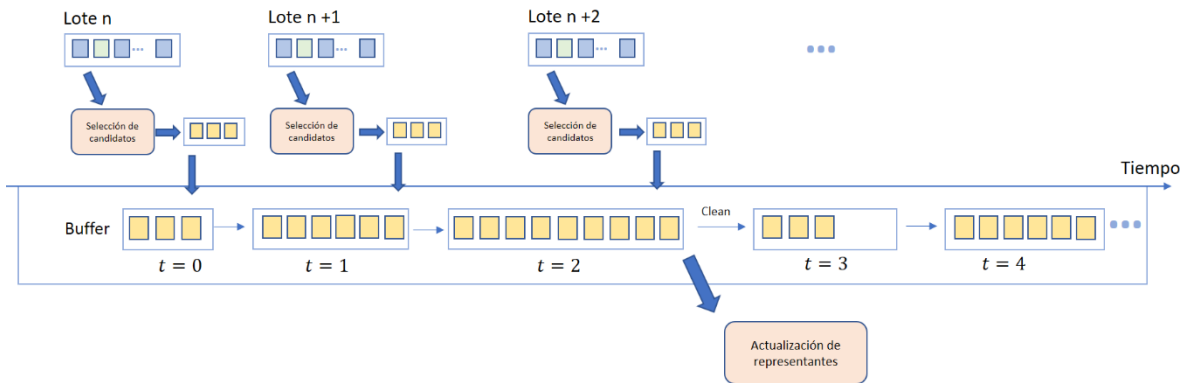 Lote n
Lote n +1
Lote n +2
...
...
...
...
Selección de
candidatos
Selección de
candidatos
Selección de
candidatos
Tiempo
Buffer
Clean
...
t = 0
t = 1
t = 2
t = 3
t = 4
Actualización de
representantes